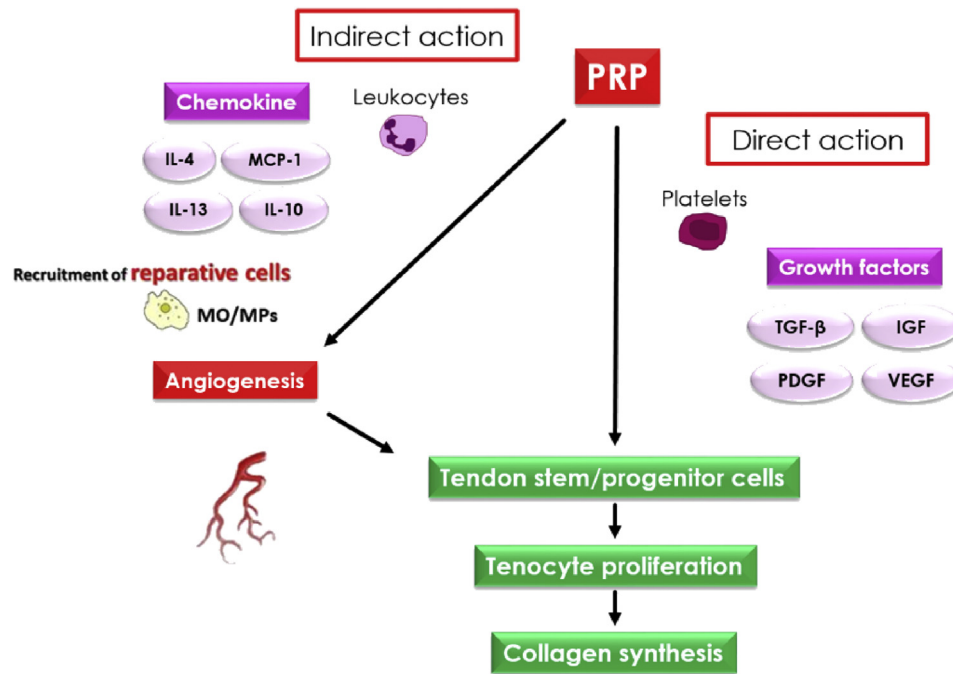 Indirect action
PRP
Chemokine
Leukocytes
IL-4
MCP-1
IL-13
IL-10
Direct action
Platelets
Growth factors
TGF-β
IGF
PDGF
VEGF
Recruitment of reparative cells
MO/MPs
Angiogenesis
Tendon stem/progenitor cells
Tenocyte proliferation
Collagen synthesis